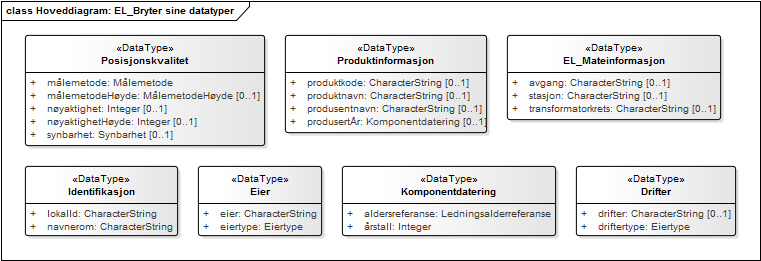 class Hoveddiagram: EL_Bryter sine datatyper
«DataType»
Posisjonskvalitet
+ målemetode: Målemetode
+ målemetodeHøyde: MålemetodeHøyde [0..1]
+ nøyaktighet: Integer [0..1]
+ nøyaktighetHøyde: Integer [0..1]
+ synbarhet: Synbarhet [0..1]
«DataType»
Produktinformasjon
+ produktkode: CharacterString [0..1]
+ produktnavn: CharacterString [0..1]
+ produsentnavn: CharacterString [0..1]
+ produsertÅr: Komponentdatering [0..1]
«DataType»
EL_Mateinformasjon
+ avgang: CharacterString [0..1]
+ stasjon: CharacterString [0..1]
+ transformatorkrets: CharacterString [0..1]
«DataType»
Identifikasjon
+ lokalId: CharacterString
+ navnerom: CharacterString
«DataType»
Eier
+ eier: CharacterString
+ eiertype: Eiertype
«DataType»
Komponentdatering
+ aldersreferanse: Ledningsalderreferanse
+ årstall: Integer
«DataType»
Drifter
+ drifter: CharacterString [0..1]
+ driftertype: Eiertype